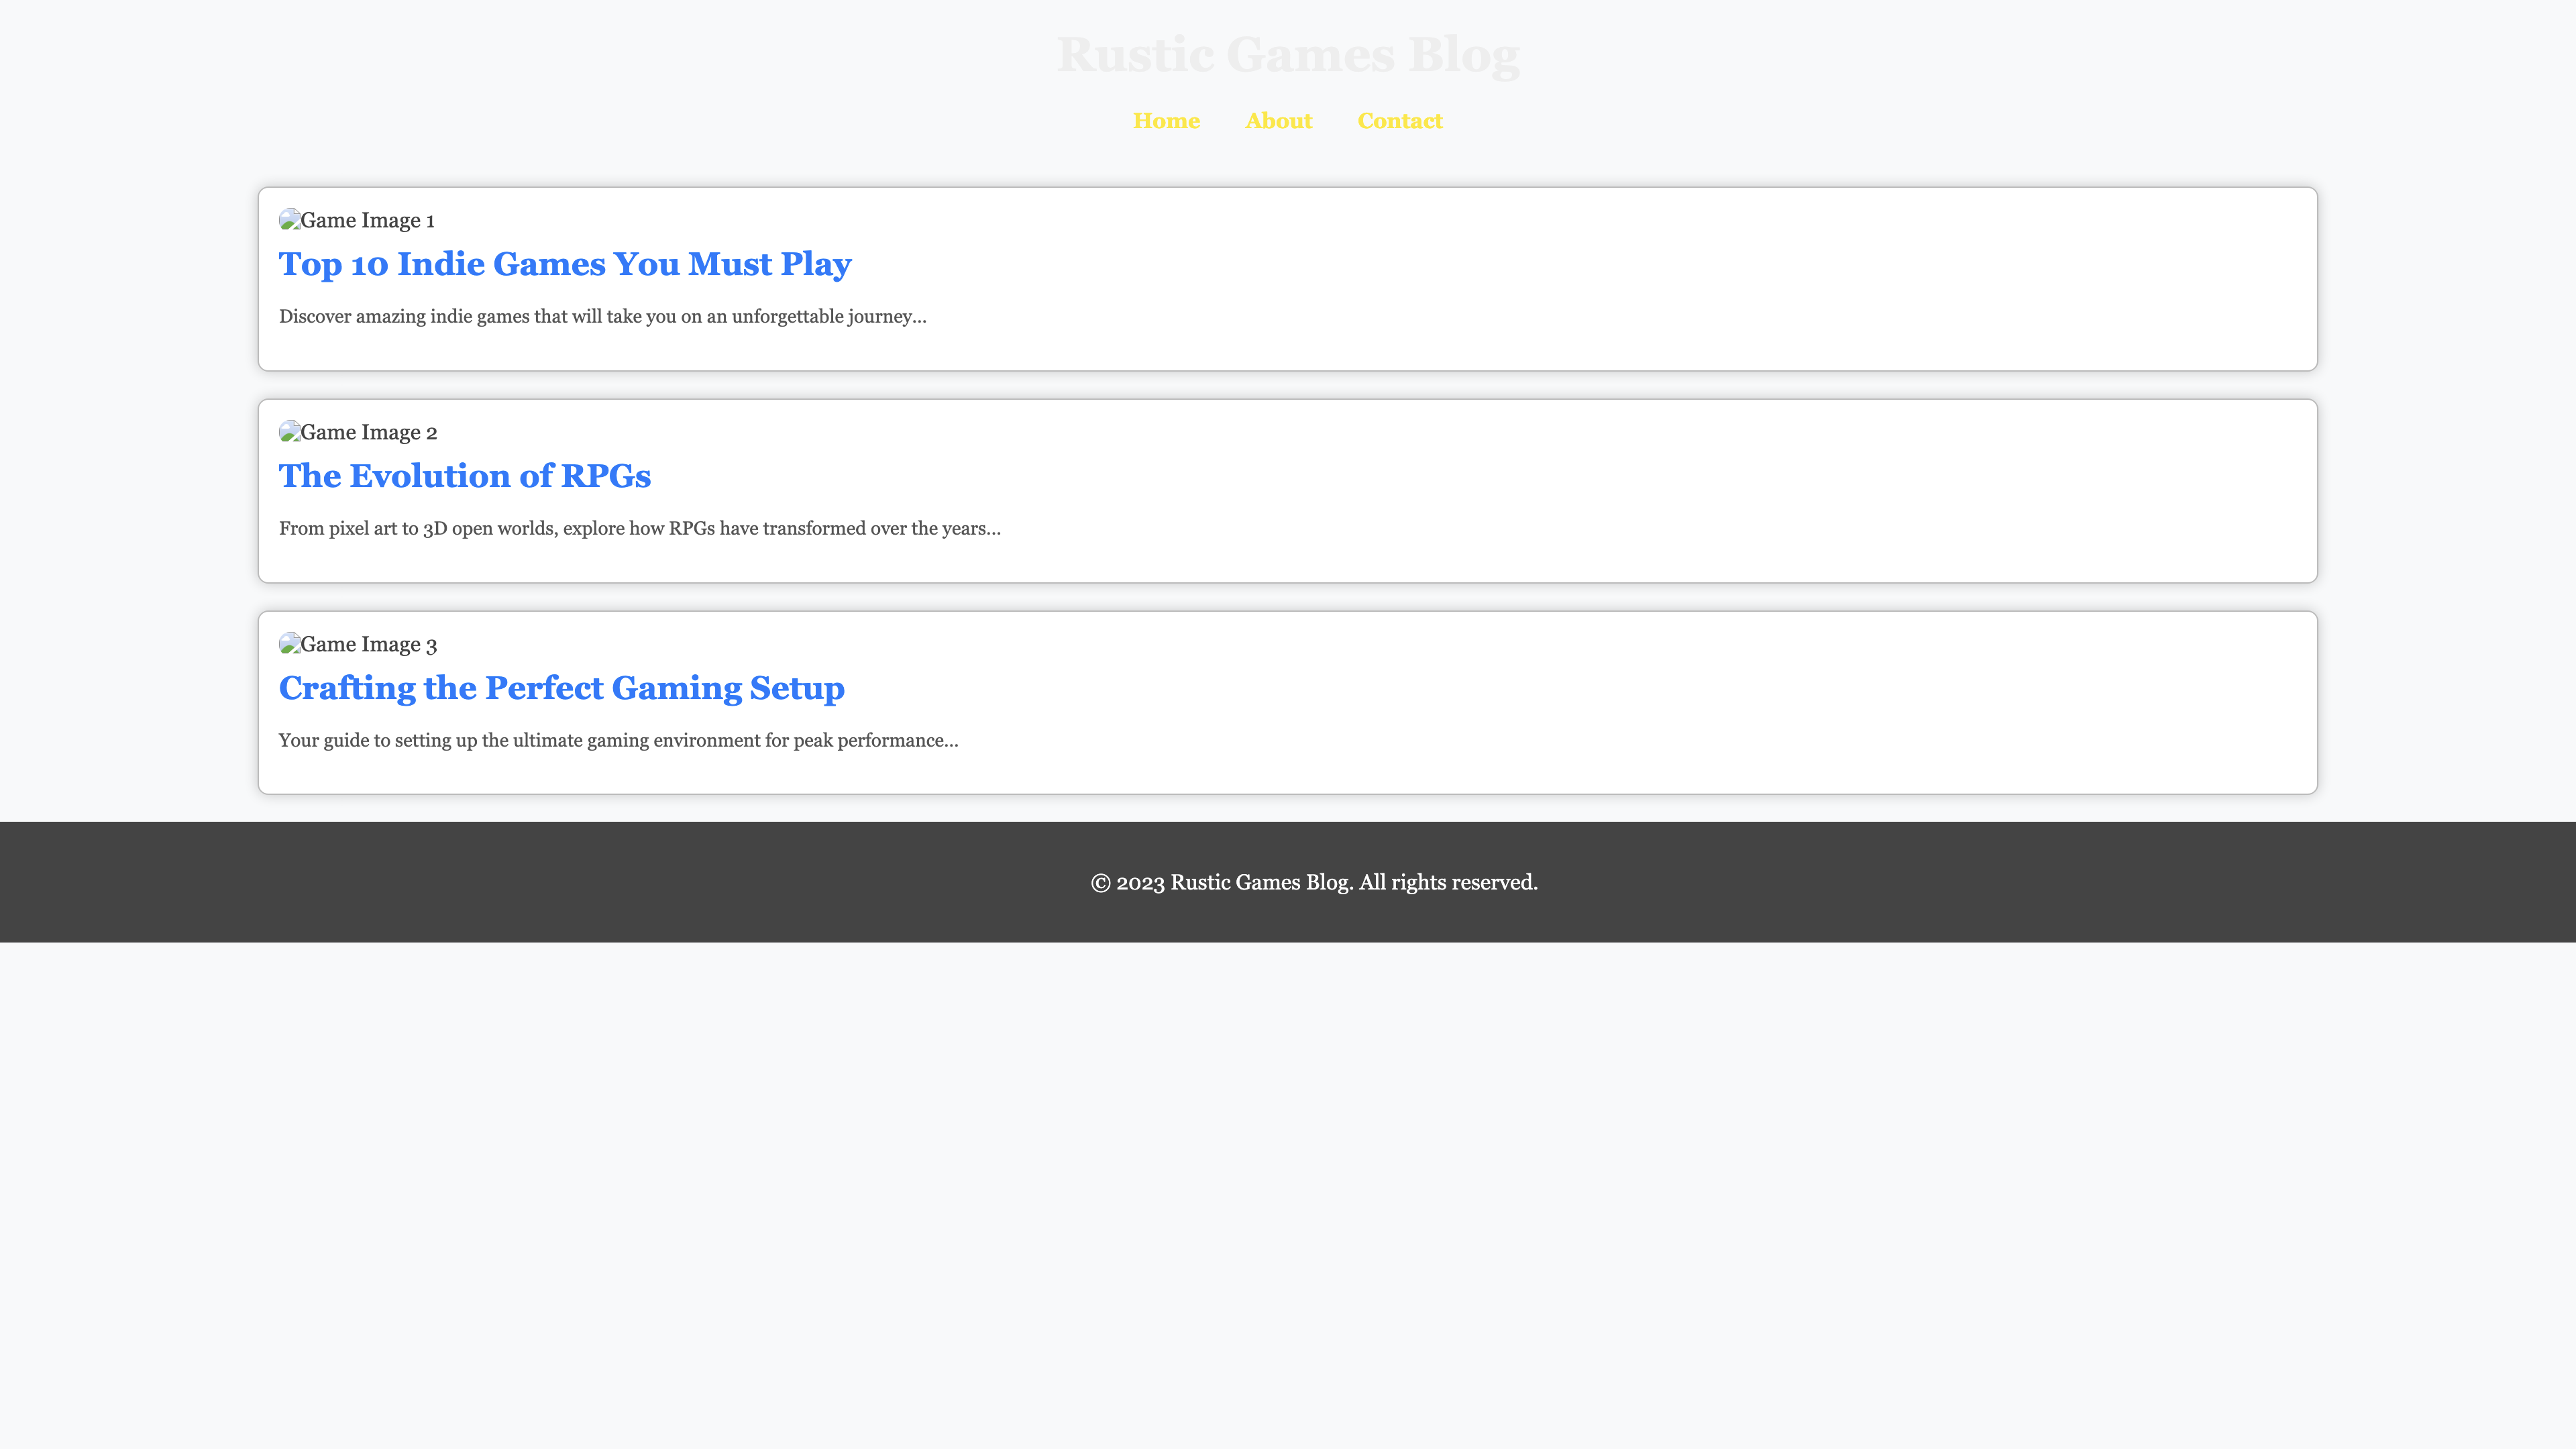 Rustic Games Blog
Home About Contact
Game Image 1
Top 10 Indie Games You Must Play
Discover amazing indie games that will take you on an unforgettable journey...
Game Image 2
The Evolution of RPGs
From pixel art to 3D open worlds, explore how RPGs have transformed over the years...
Game Image 3
Crafting the Perfect Gaming Setup
Your guide to setting up the ultimate gaming environment for peak performance...
© 2023 Rustic Games Blog. All rights reserved.